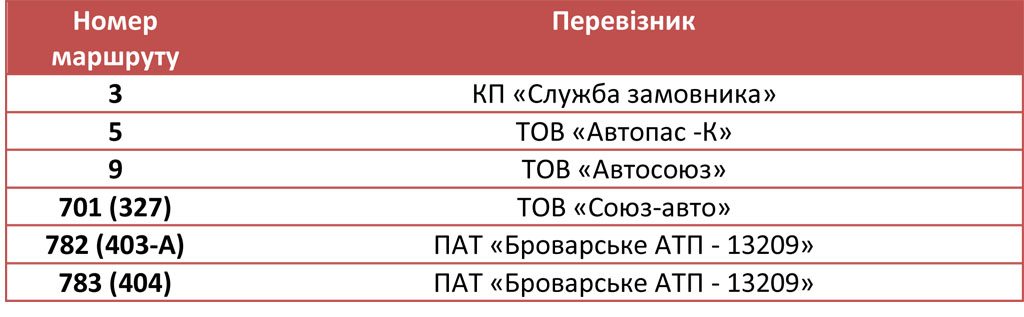 Номер Перевізник
маршруту
3 КП «Служба замовника»
5 ТОВ «Автопас -К»
9 ТОВ «Автосоюз»
701 (327) ТОВ «Союз-авто»
782 (403-А) ПАТ «Броварське АТП - 13209»
783 (404) ПАТ «Броварське АТП - 13209»